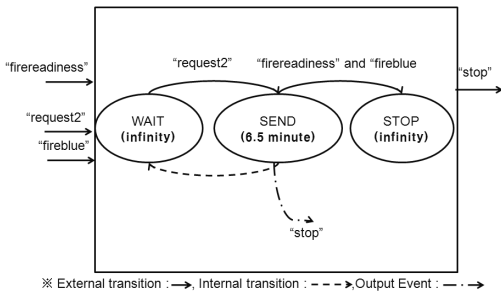 “request2” “firereadiness” and “fireblue
“firereadiness” “stop”
“request2”
“fireblue”
WAIT
(infinity)
SEND
(6.5 minute)
STOP
(infinity)
“stop”
※ External transition : , Internal transition : ,Output Event :